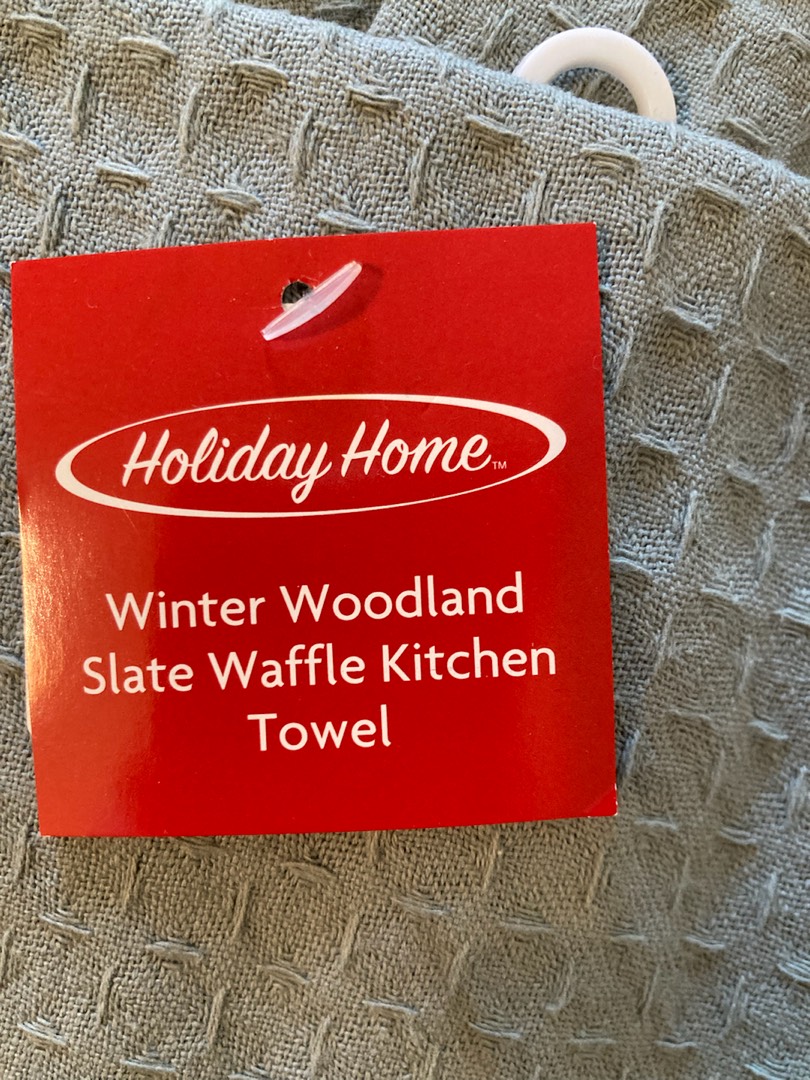 Holiday Home™
Winter Woodland
Slate Waffle Kitchen
Towel